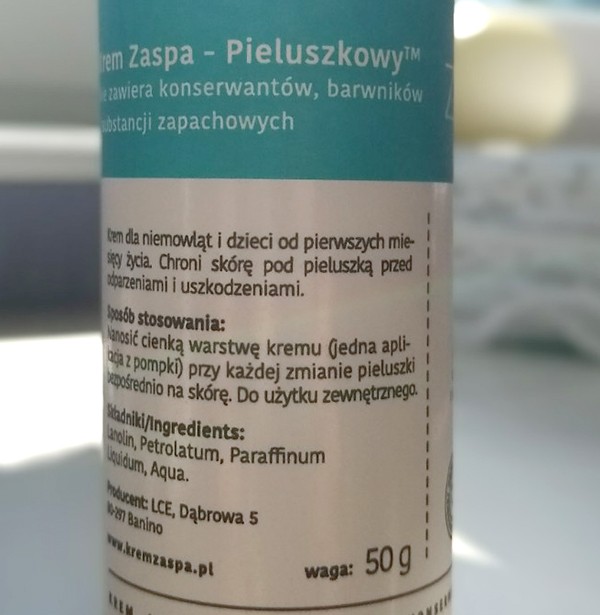 Krem Zaspa - Pieluszkowy™
nie zawiera konserwantów, barwników
substancji zapachowych
Krem dla niemowląt i dzieci od pierwszych mie-
sięcy życia. Chroni skórę pod pieluszką przed
odparzeniami i uszkodzeniami.
Sposób stosowania:
Nanosić cienką warstwę kremu (jedna apli-
kacja z pompki) przy każdej zmianie pieluszki
bezpośrednio na skórę. Do użytku zewnętrznego.
Składniki/Ingredients:
Lanolin, Petrolatum, Paraffinum
Liquidum, Aqua.
Producent: LCE, Dąbrowa 5
80-297 Banino
www.kremzaspa.pl
waga: 50 g
KREM